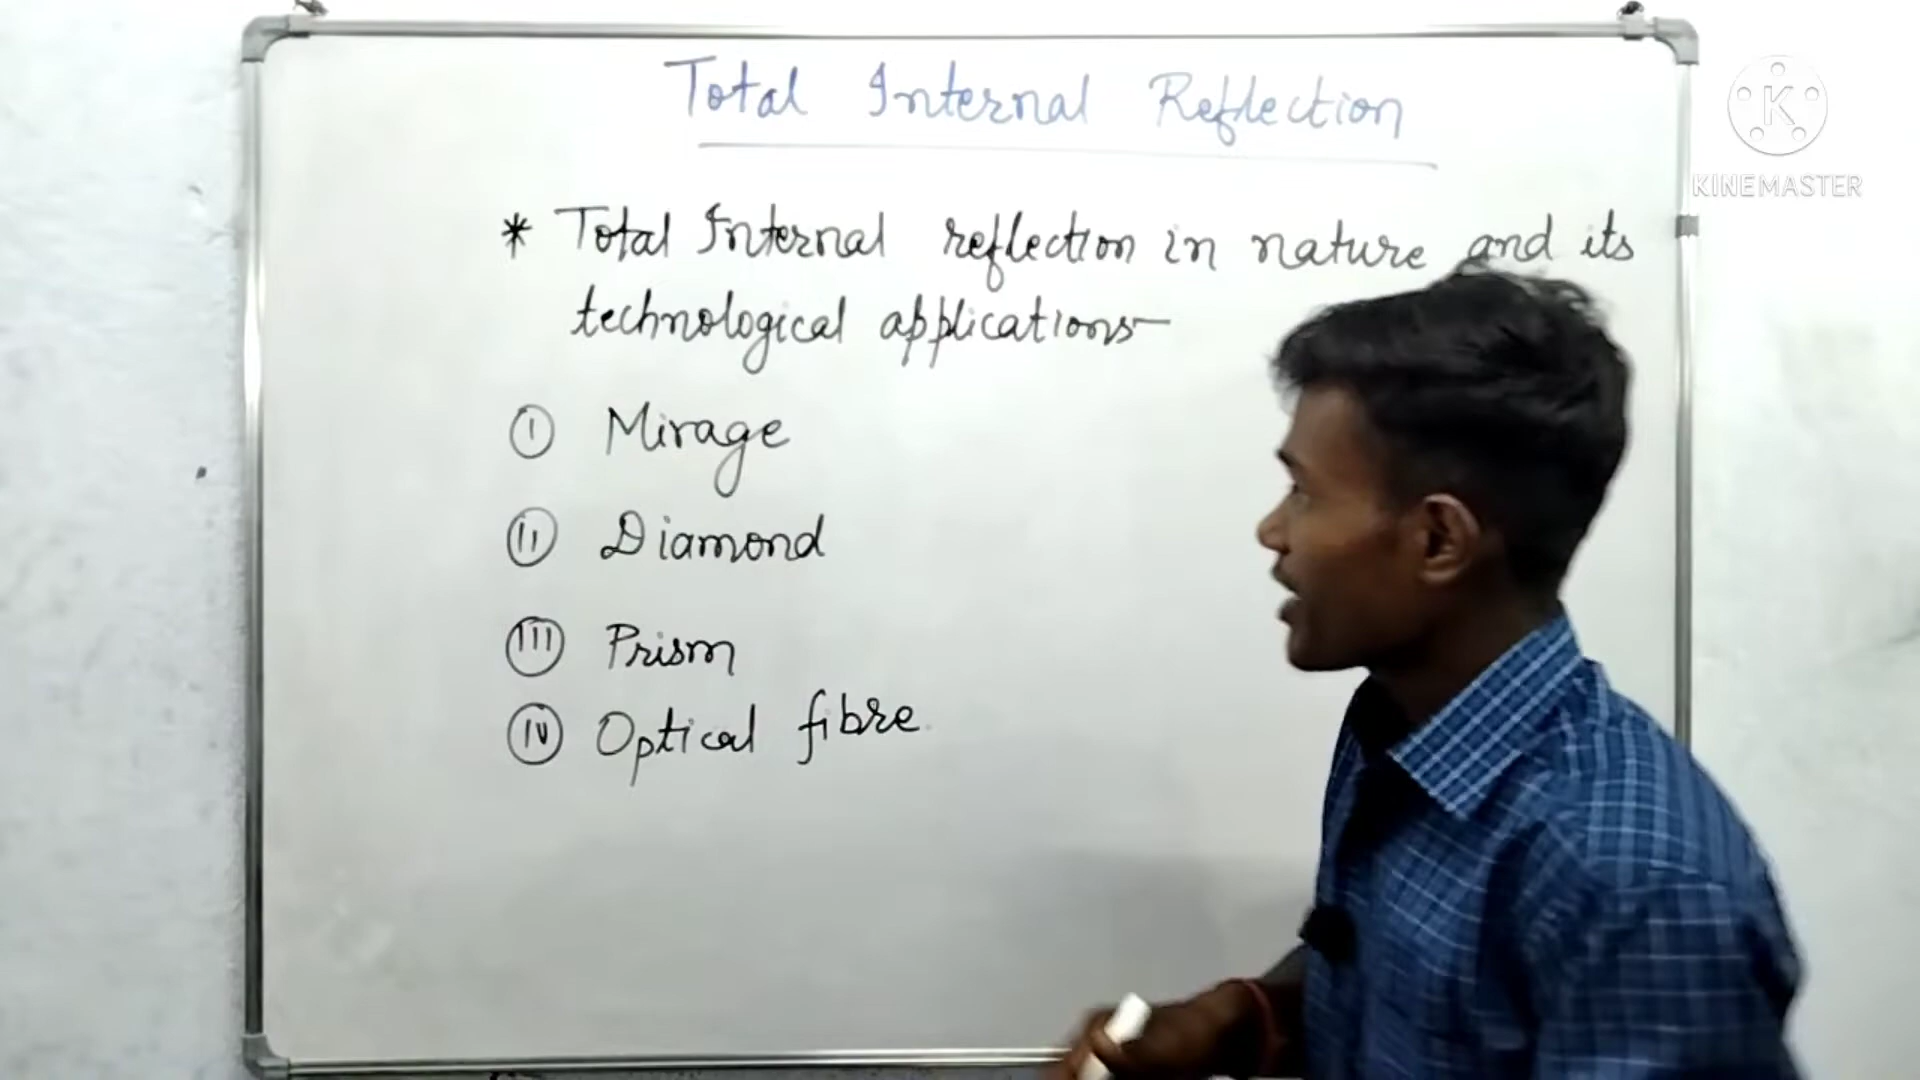 Total Internal Reflection
* Total Internal reflection in nature and its
technological applications-
(I) Mirage
(II) Diamond
(III) Prism
(IV) Optical fibre
K
KINEMASTER